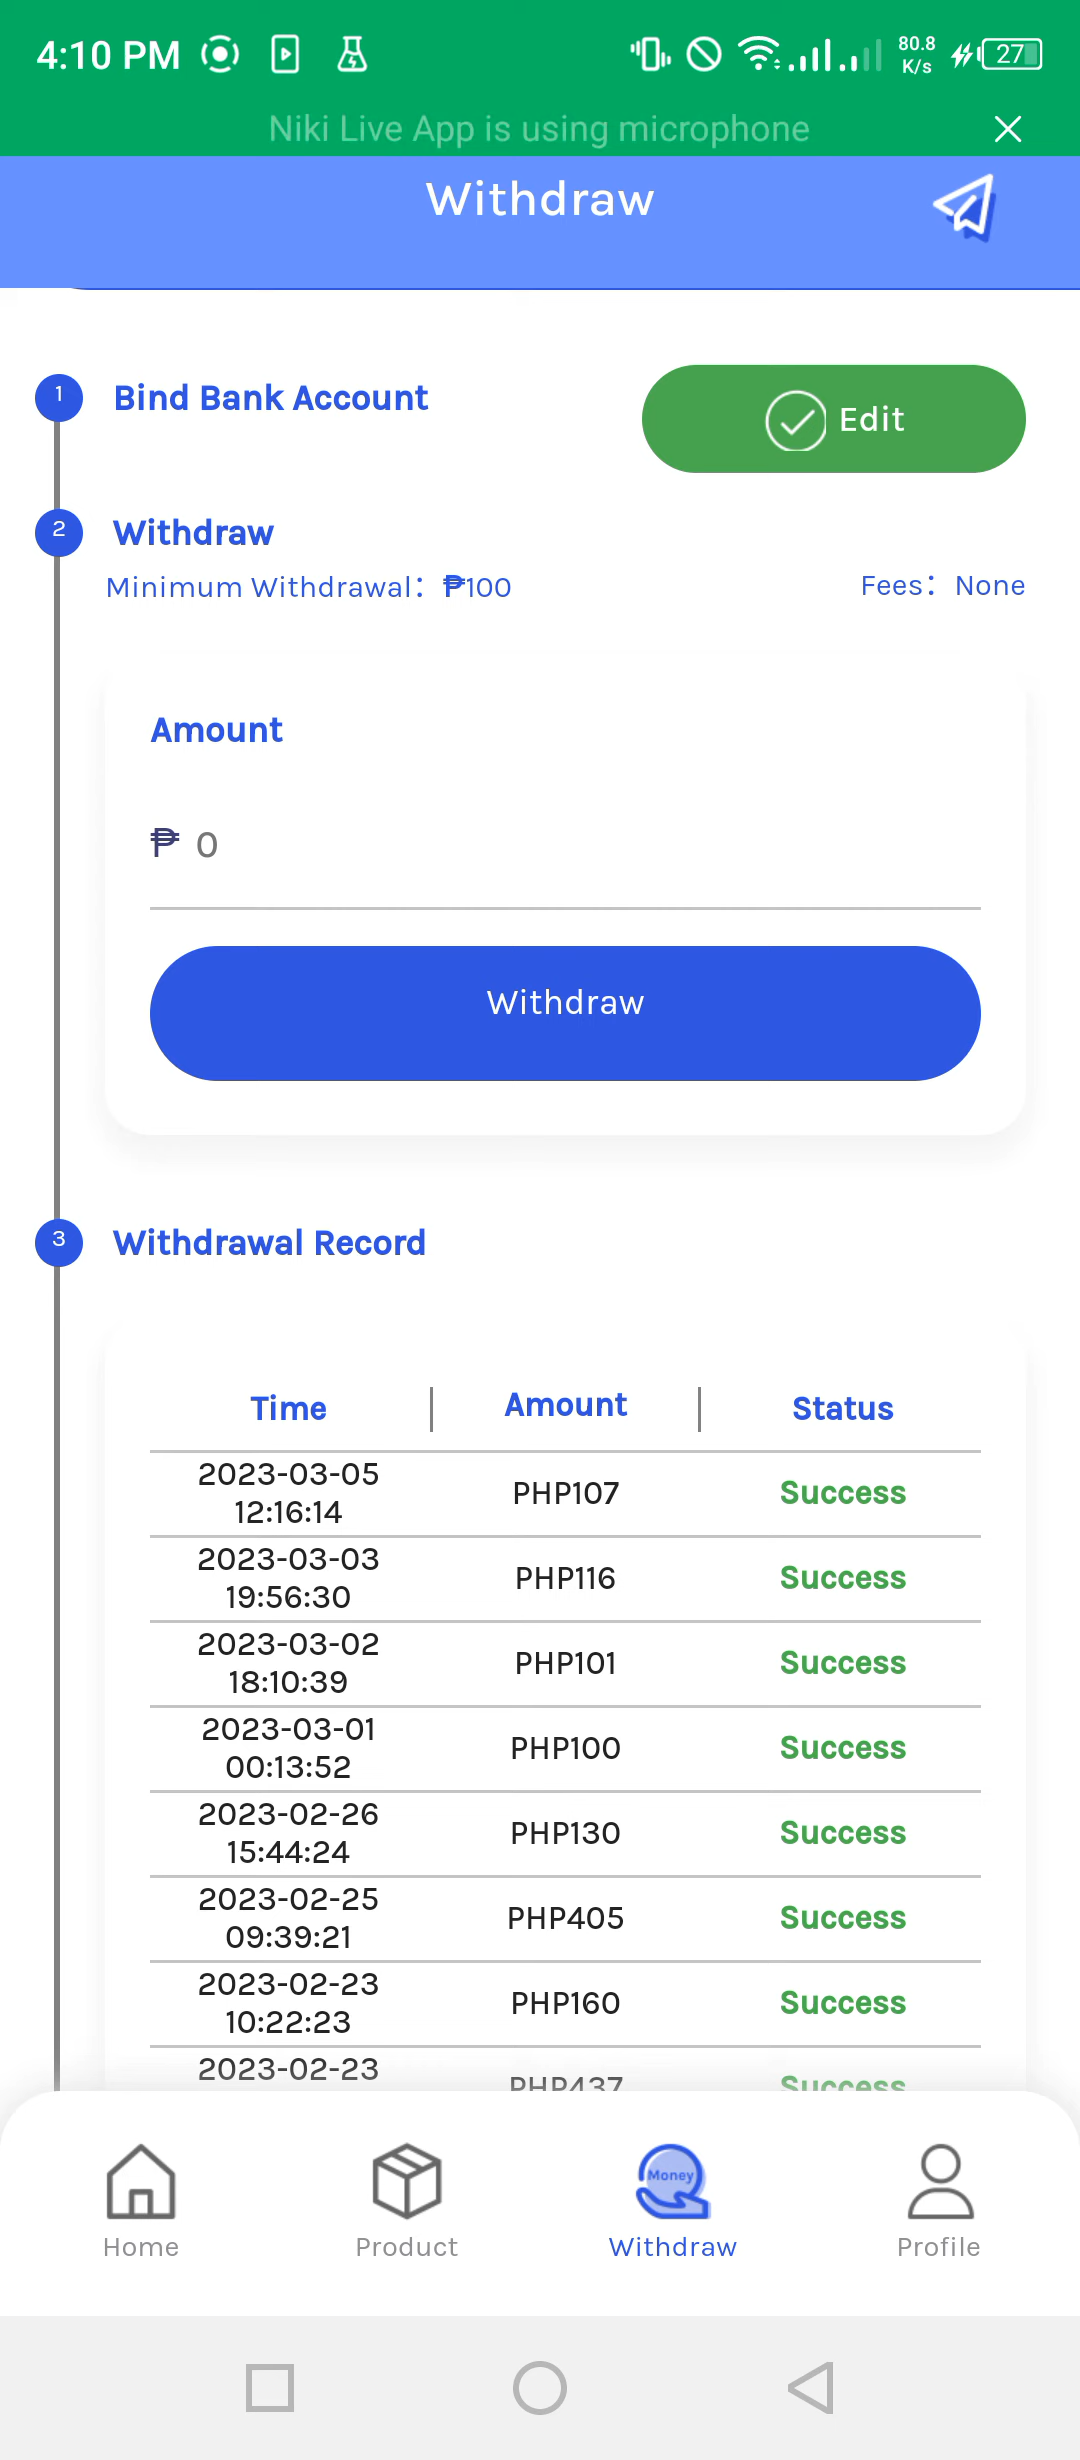 4:10 PM 80.8 K/s 27
Niki Live App is using microphone
Withdraw
1 Bind Bank Account Edit
2 Withdraw
Minimum Withdrawal: ₱100 Fees: None
Amount
₱ 0
Withdraw
3 Withdrawal Record
Time Amount Status
2023-03-05
12:16:14 PHP107 Success
2023-03-03
19:56:30 PHP116 Success
2023-03-02
18:10:39 PHP101 Success
2023-03-01
00:13:52 PHP100 Success
2023-02-26
15:44:24 PHP130 Success
2023-02-25
09:39:21 PHP405 Success
2023-02-23
10:22:23 PHP160 Success
2023-02-23
PHP437 Success
Money
Home Product Withdraw Profile